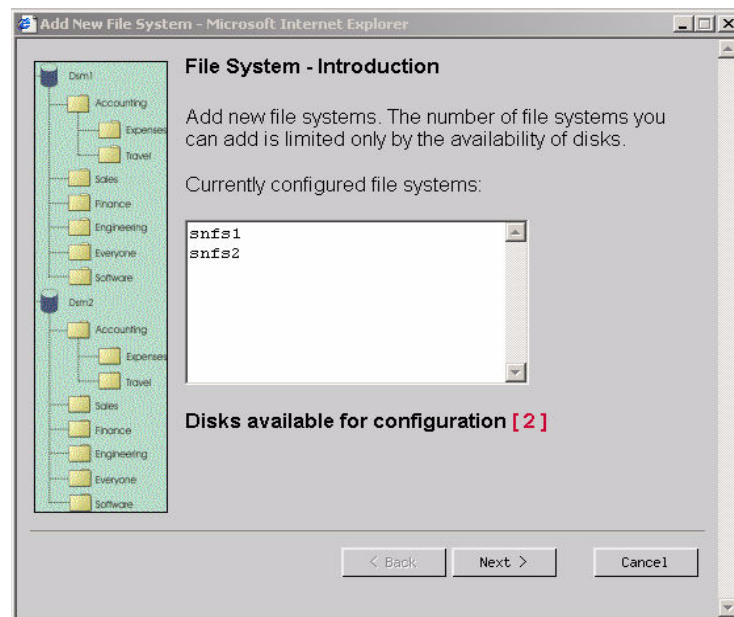 Add New File System - Microsoft Internet Explorer
Dsm1
Accounting
Expenses
Travel
Sales
Finance
Engineering
Everyone
Software
Dsm2
Accounting
Expenses
Travel
Sales
Finance
Engineering
Everyone
Software
File System - Introduction
Add new file systems. The number of file systems you
can add is limited only by the availability of disks.
Currently configured file systems:
snfs1
snfs2
Disks available for configuration [ 2 ]
< Back
Next >
Cancel